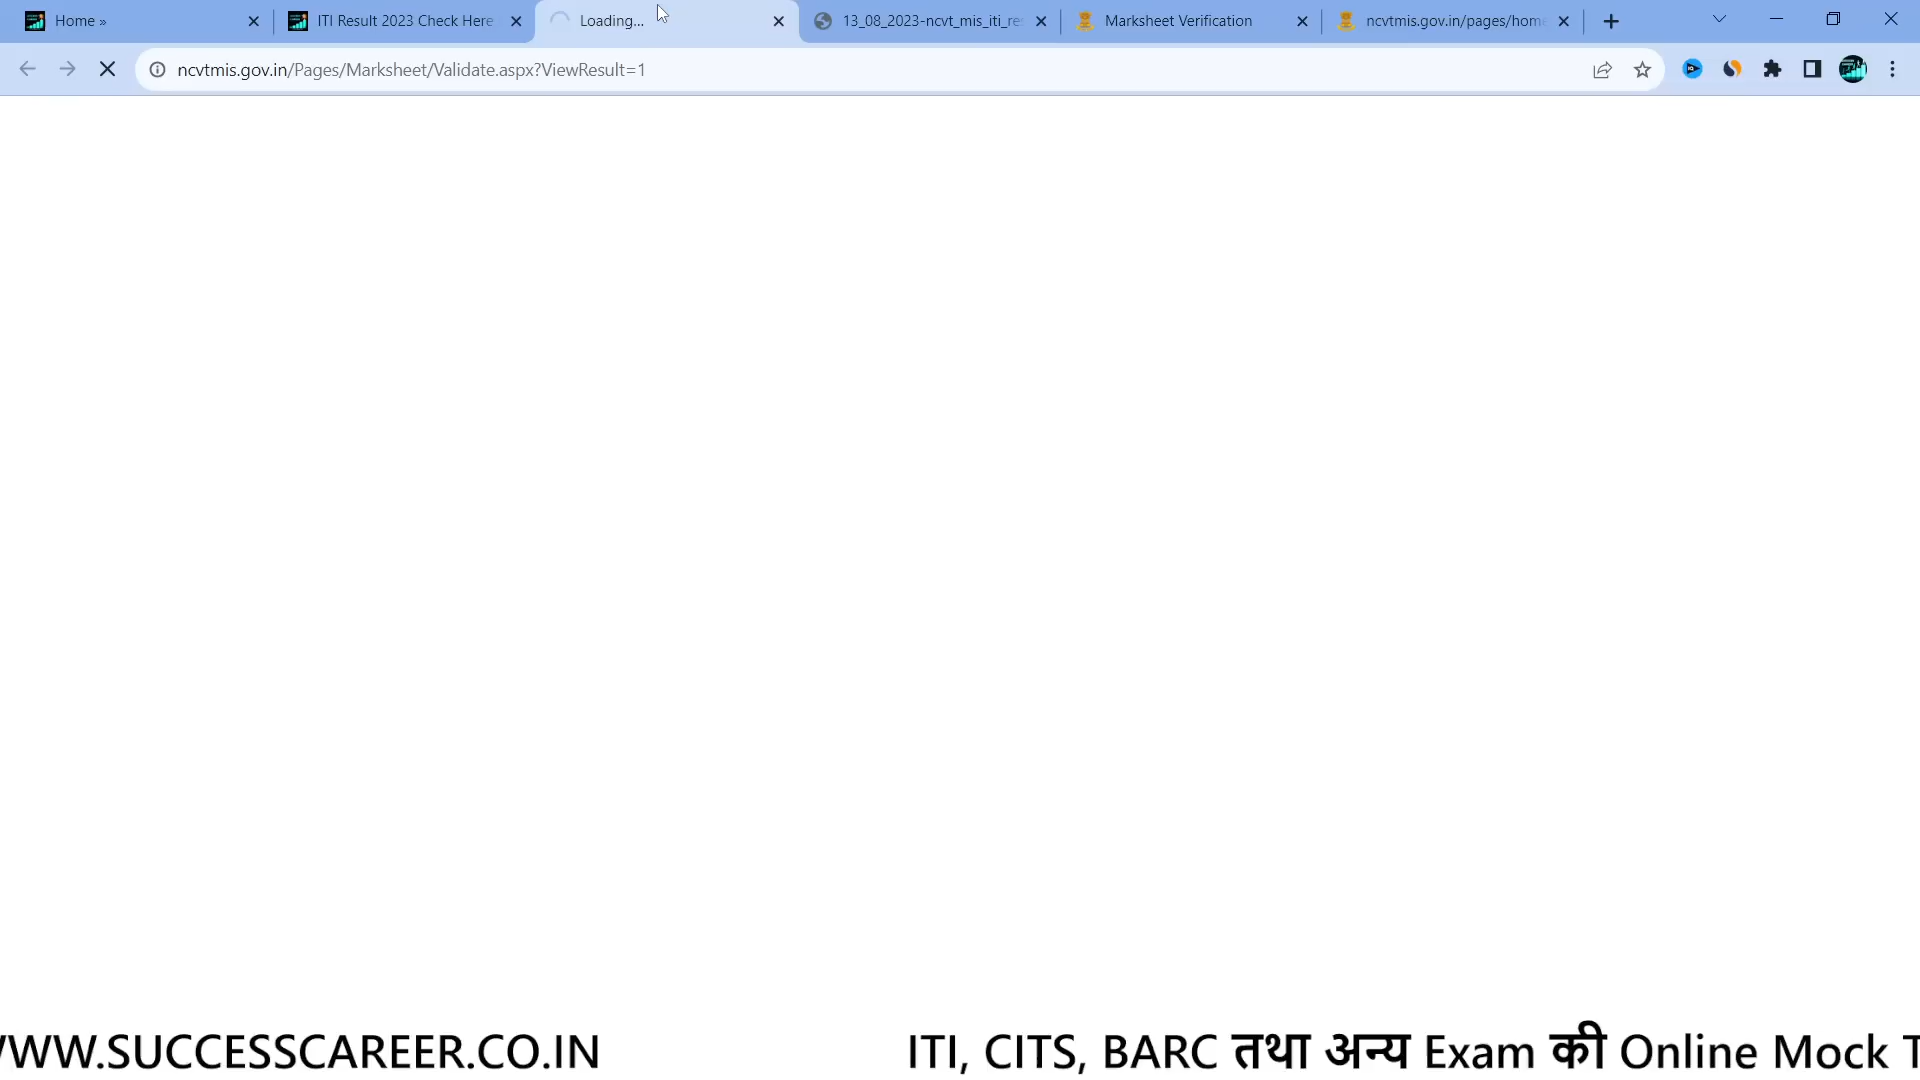 Home »
ITI Result 2023 Check Here
Loading...
13_08_2023-ncvt_mis_iti_re
Marksheet Verification
ncvtmis.gov.in/pages/home
ncvtmis.gov.in/Pages/Marksheet/Validate.aspx?ViewResult=1
WWW.SUCCESSCAREER.CO.IN
ITI, CITS, BARC तथा अन्य Exam की Online Mock T